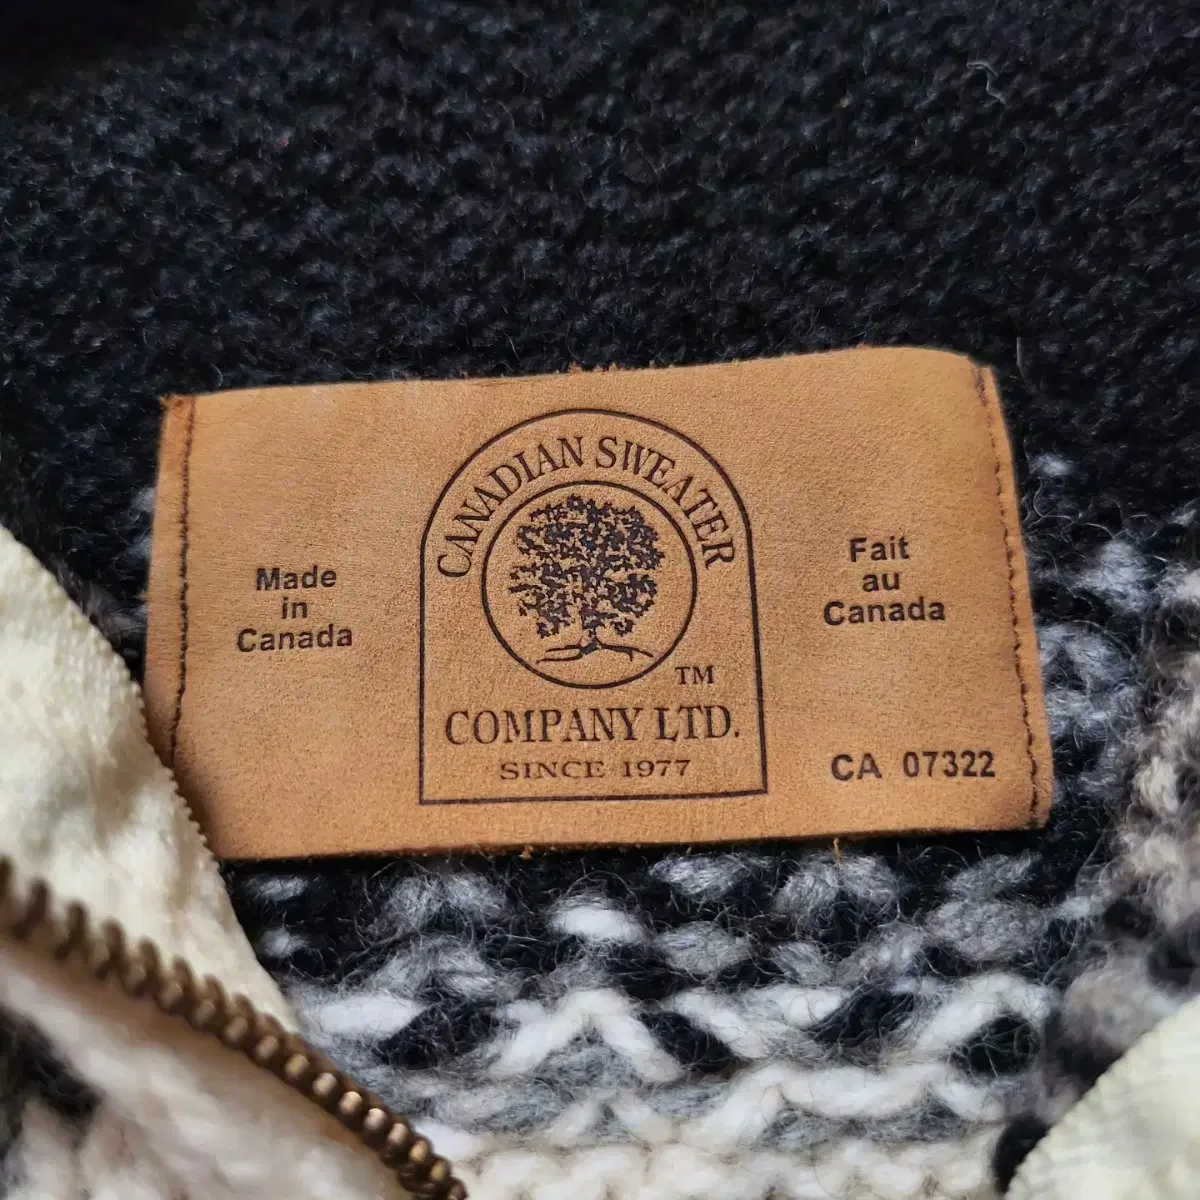 CANADIAN SWEATER
Made
in
Canada
TM
COMPANY LTD.
SINCE 1977
Fait
au
Canada
CA 07322